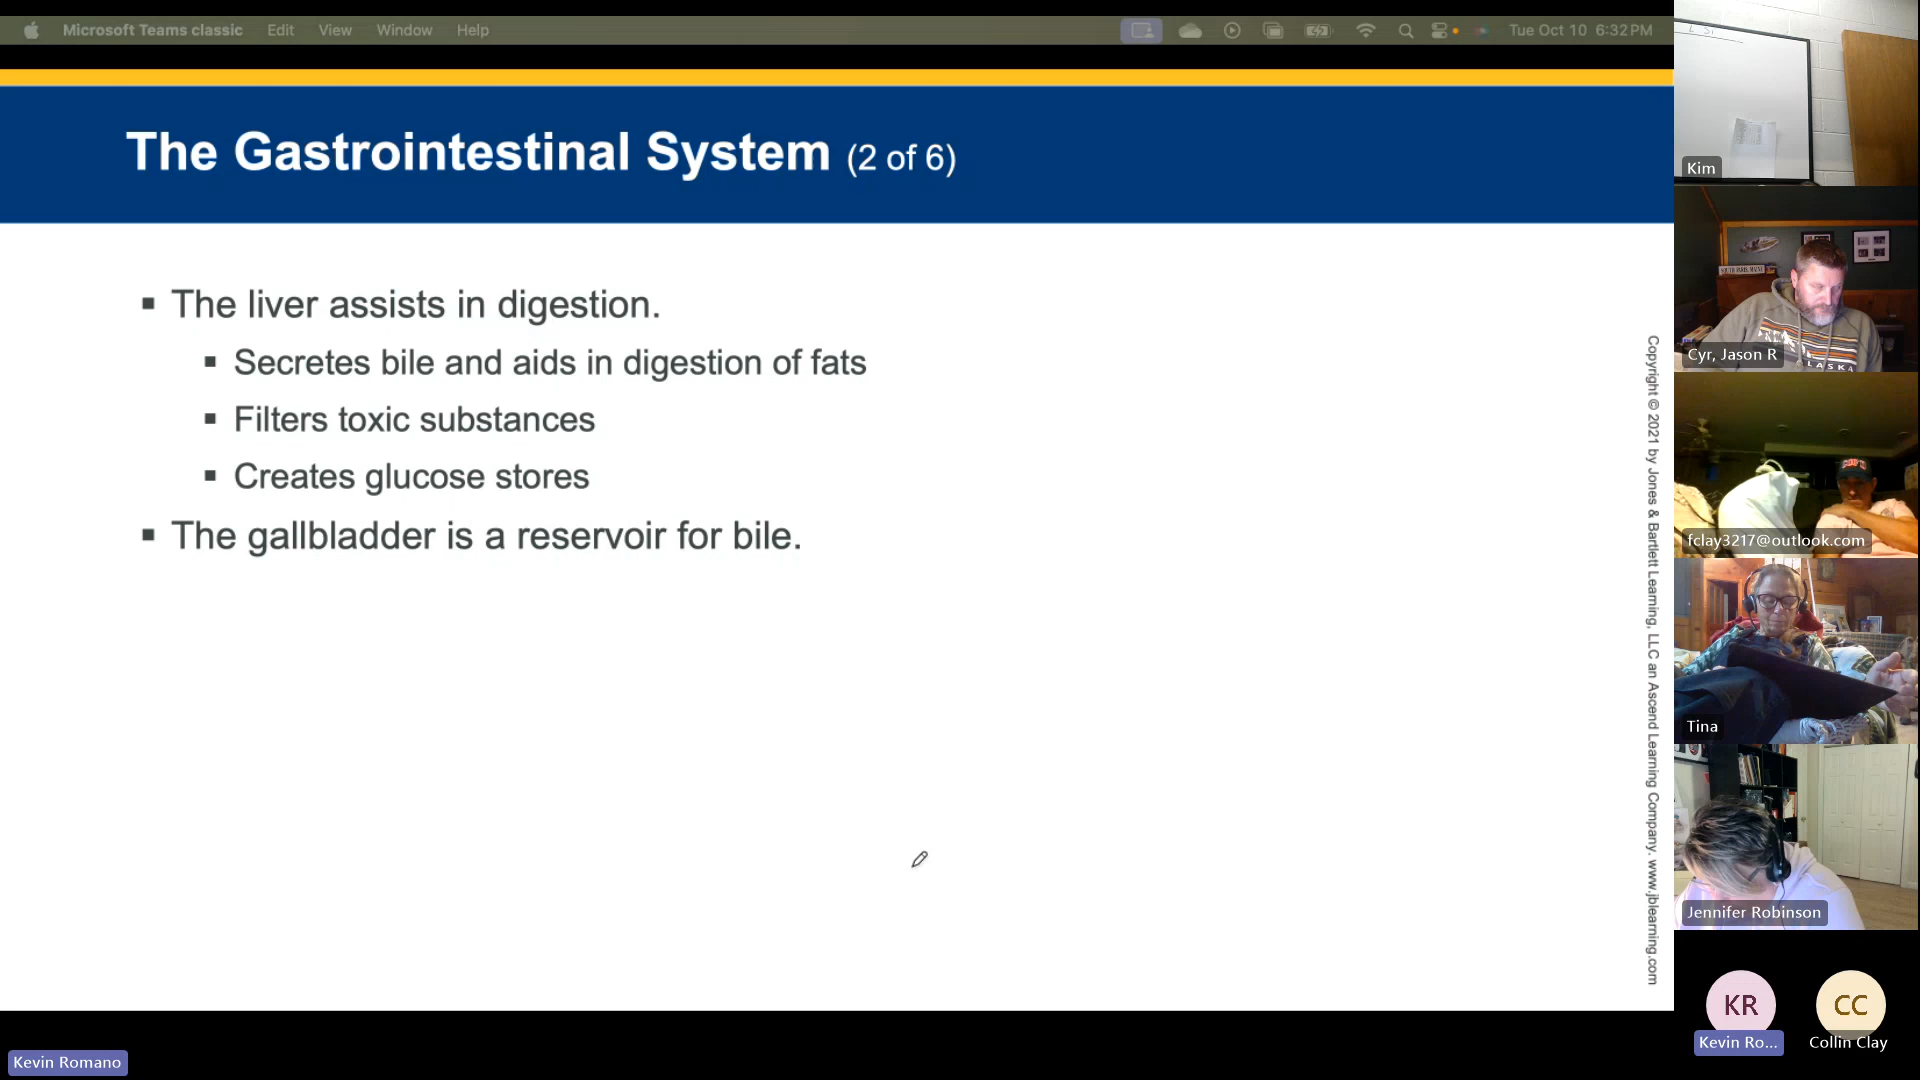 Microsoft Teams classic Edit View Window Help Tue Oct 10 6:32 PM
The Gastrointestinal System (2 of 6)
▪ The liver assists in digestion.
▪ Secretes bile and aids in digestion of fats
▪ Filters toxic substances
▪ Creates glucose stores
▪ The gallbladder is a reservoir for bile.
Copyright © 2021 by Jones & Bartlett Learning, LLC an Ascend Learning Company. www.jblearning.com
Kim
Cyr, Jason R
fclay3217@outlook.com
Tina
Jennifer Robinson
KR
Kevin Ro...
CC
Collin Clay
Kevin Romano